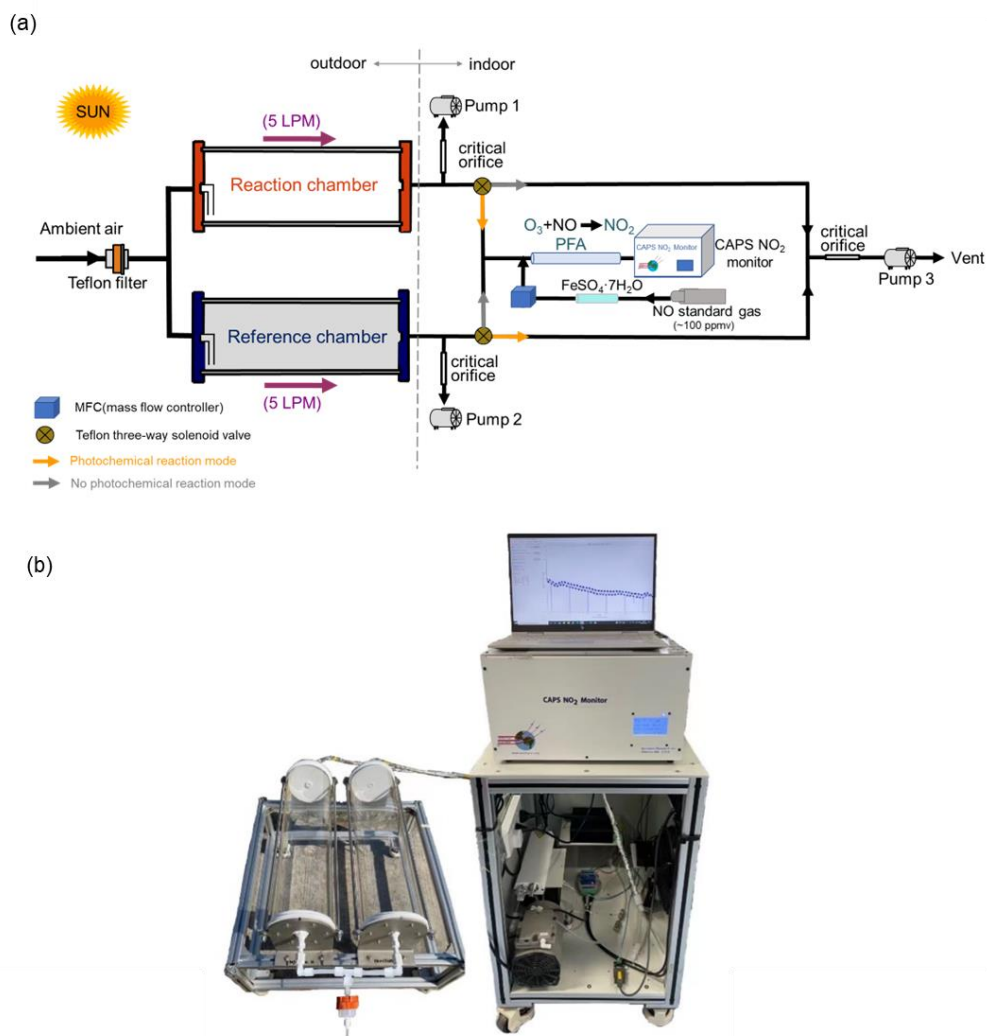 (a)
outdoor
indoor
SUN
(5 LPM)
Pump 1
critical
orifice
Reaction chamber
O₃+NO NO₂
PFA
CAPS NO₂ Monitor
CAPS NO₂
monitor
Ambient air
Teflon filter
critical
orifice
Pump 3
Vent
FeSO₄·7H₂O
NO standard gas
(~100 ppmv)
Reference chamber
critical
orifice
(5 LPM)
Pump 2
MFC(mass flow controller)
Teflon three-way solenoid valve
Photochemical reaction mode
No photochemical reaction mode
(b)
CAPS NO₂ Monitor